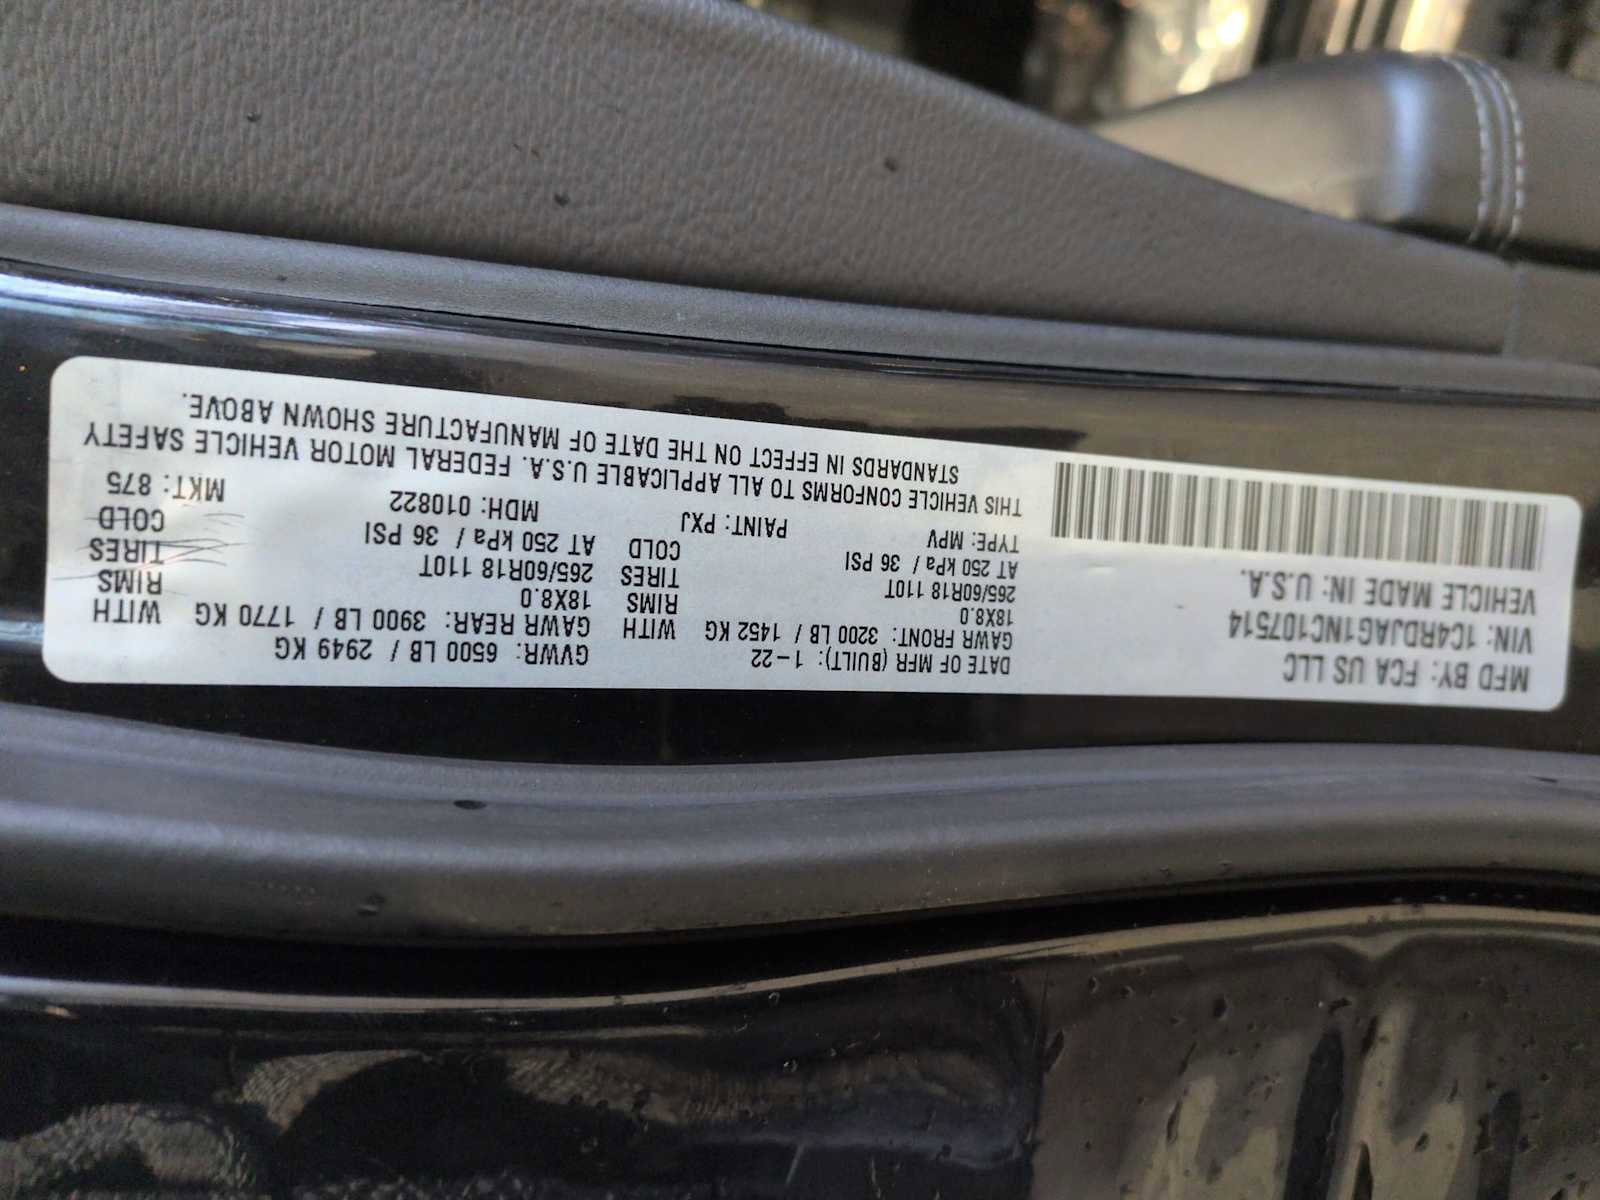 MFD BY: FCA US LLC
VIN: 1C4RDJAG1NC107514
VEHICLE MADE IN: U.S.A.
DATE OF MFR (BUILT): 1-22
GVWR: 6500 LB / 2949 KG
GAWR FRONT: 3200 LB / 1452 KG WITH
18X8.0 RIMS
265/60R18 110T TIRES
AT 250 kPa / 36 PSI COLD
GAWR REAR: 3900 LB / 1770 KG WITH
18X8.0 RIMS
265/60R18 110T TIRES
AT 250 kPa / 36 PSI COLD
TYPE: MPV PAINT: PXJ MDH: 010822 MKT: 875
THIS VEHICLE CONFORMS TO ALL APPLICABLE U.S.A. FEDERAL MOTOR VEHICLE SAFETY
STANDARDS IN EFFECT ON THE DATE OF MANUFACTURE SHOWN ABOVE.